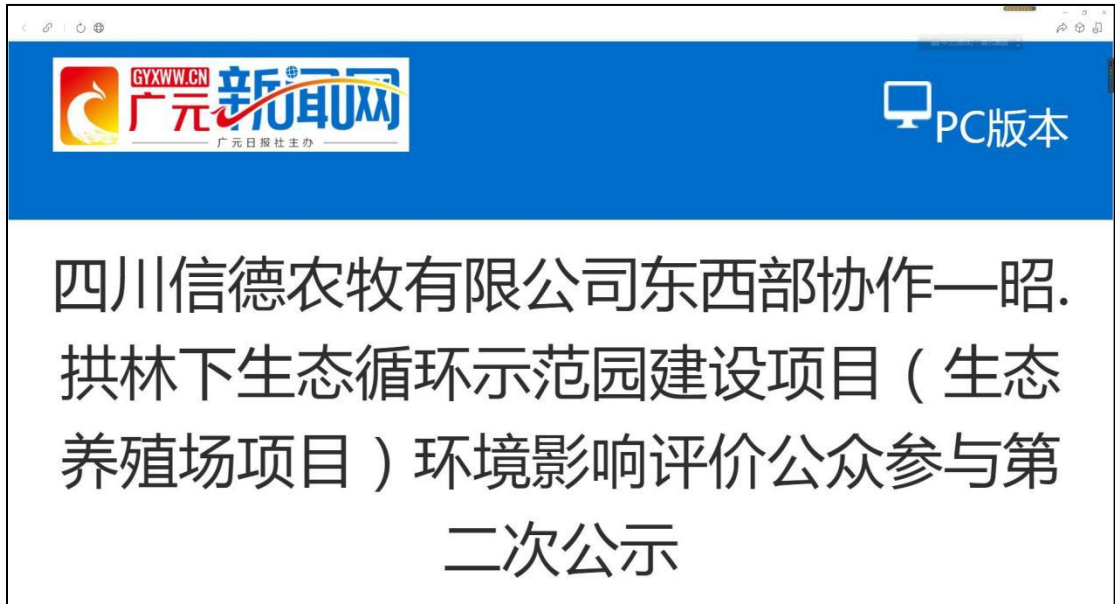 GYXWW.CN
广元新闻网
广元日报社主办
PC版本
四川信德农牧有限公司东西部协作—昭.
拱林下生态循环示范园建设项目（生态
养殖场项目）环境影响评价公众参与第
二次公示